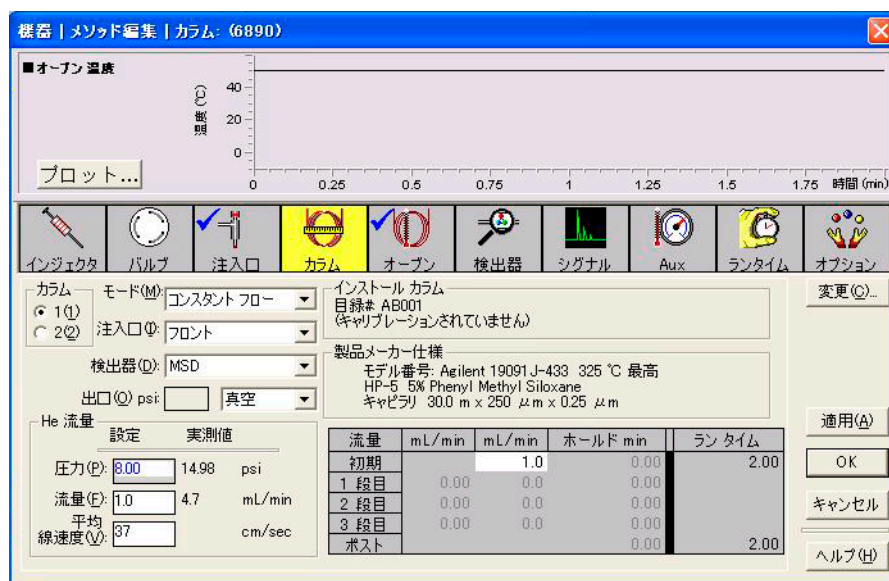 機器 | メソッド編集 | カラム: (6890)
■オーブン 温度
温度 (°C)
40
20
0
プロット...
0 0.25 0.5 0.75 1 1.25 1.5 1.75 時間 (min)
インジェクタ バルブ 注入口 カラム オーブン 検出器 シグナル Aux ランタイム オプション
カラム
1(1)
2(2)
モード(M): コンスタント フロー
注入口(I): フロント
検出器(D): MSD
出口(O) psi: 真空
インストール カラム
目録# AB001
(キャリブレーションされていません)
変更(C)...
製品メーカー仕様
モデル番号: Agilent 19091J-433 325 °C 最高
HP-5 5% Phenyl Methyl Siloxane
キャピラリ 30.0 m x 250 μm x 0.25 μm
He 流量
設定 実測値
圧力(P): 8.00 14.98 psi
流量(F): 1.0 4.7 mL/min
平均
線速度(V): 37 cm/sec
流量 mL/min mL/min ホールド min ラン タイム
初期 1.0 0.00 2.00
1 段目 0.00 0.0 0.00
2 段目 0.00 0.0 0.00
3 段目 0.00 0.0 0.00
ポスト 0.00 2.00
適用(A)
OK
キャンセル
ヘルプ(H)